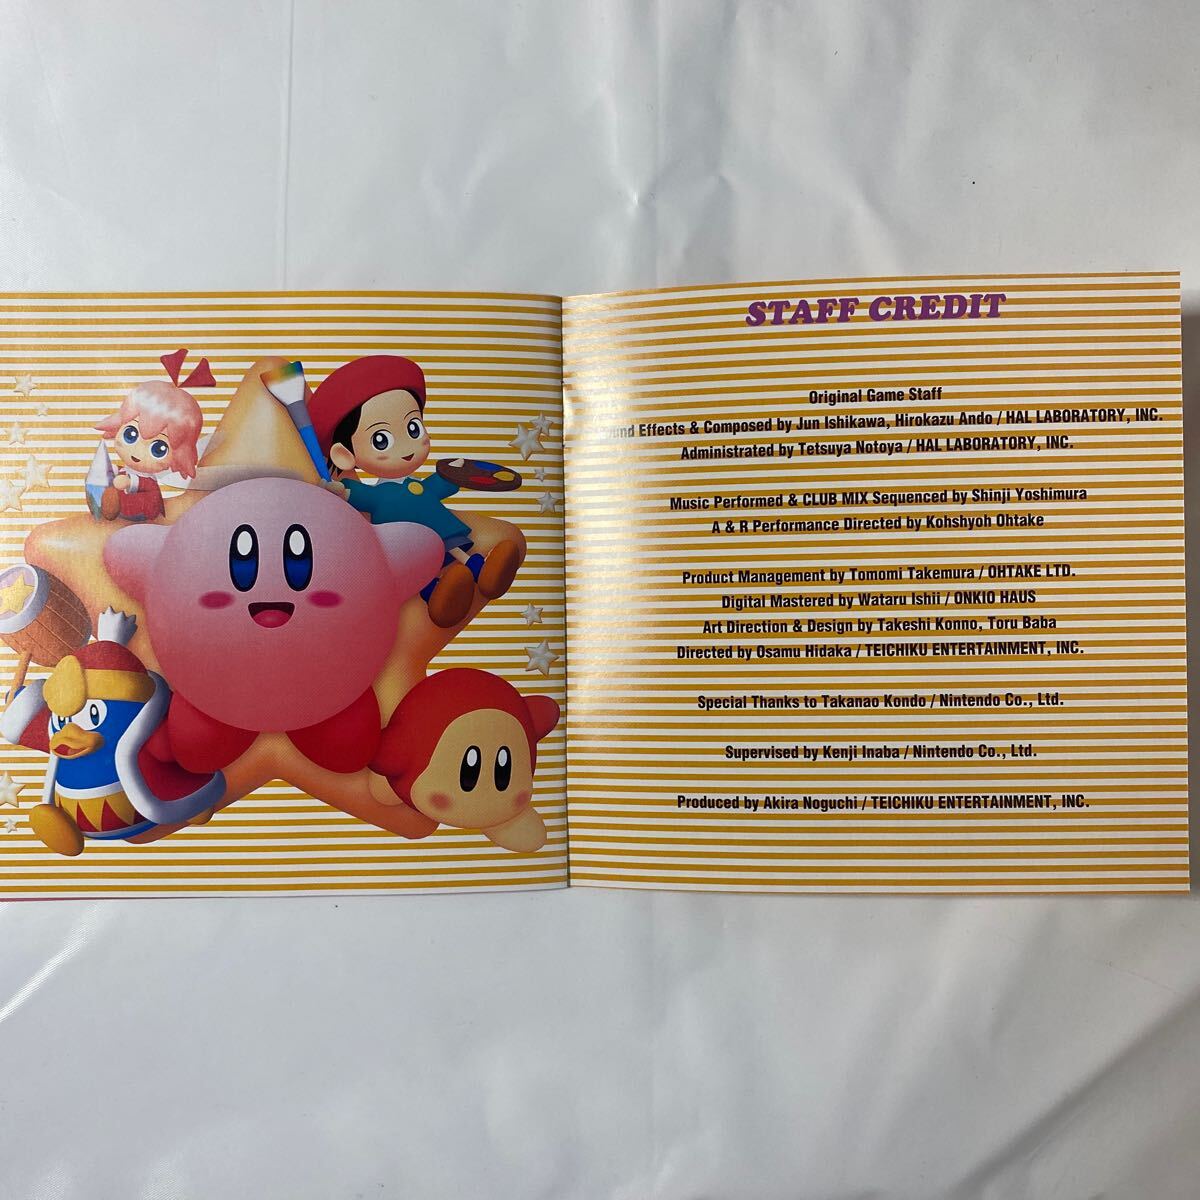 STAFF CREDIT
Original Game Staff
Effects & Composed by Jun Ishikawa, Hirokazu Ando / HAL LABORATORY, INC.
Administrated by Tetsuya Notoya / HAL LABORATORY, INC.
Music Performed & CLUB MIX Sequenced by Shinji Yoshimura
A & R Performance Directed by Kohshyoh Ohtake
Product Management by Tomomi Takemura / OHTAKE LTD.
Digital Mastered by Wataru Ishii / ONKIO HAUS
Art Direction & Design by Takeshi Konno, Toru Baba
Directed by Osamu Hidaka / TEICHIKU ENTERTAINMENT, INC.
Special Thanks to Takanao Kondo / Nintendo Co., Ltd.
Supervised by Kenji Inaba / Nintendo Co., Ltd.
Produced by Akira Noguchi / TEICHIKU ENTERTAINMENT, INC.